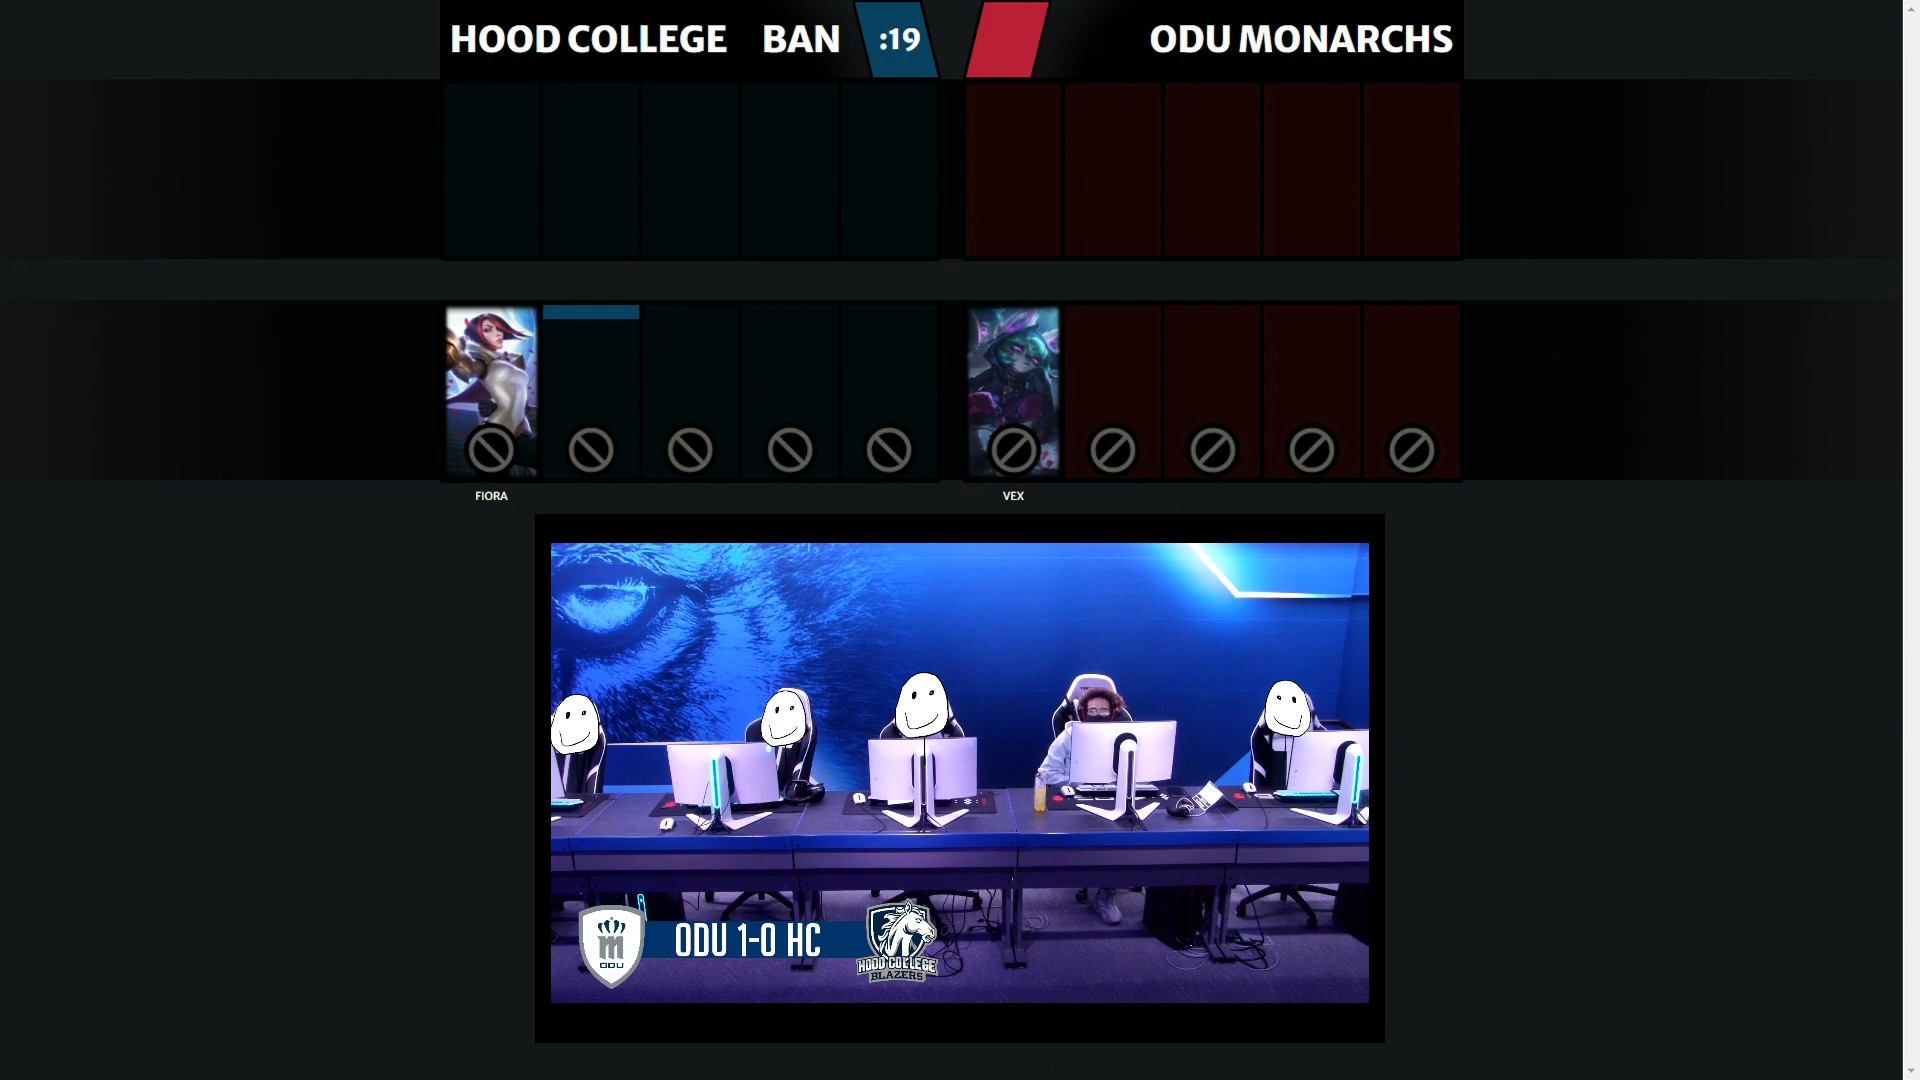 HOOD COLLEGE BAN :19 ODU MONARCHS
FIORA VEX
m
ODU
ODU 1-0 HC
HOOD COLLEGE
BLAZERS